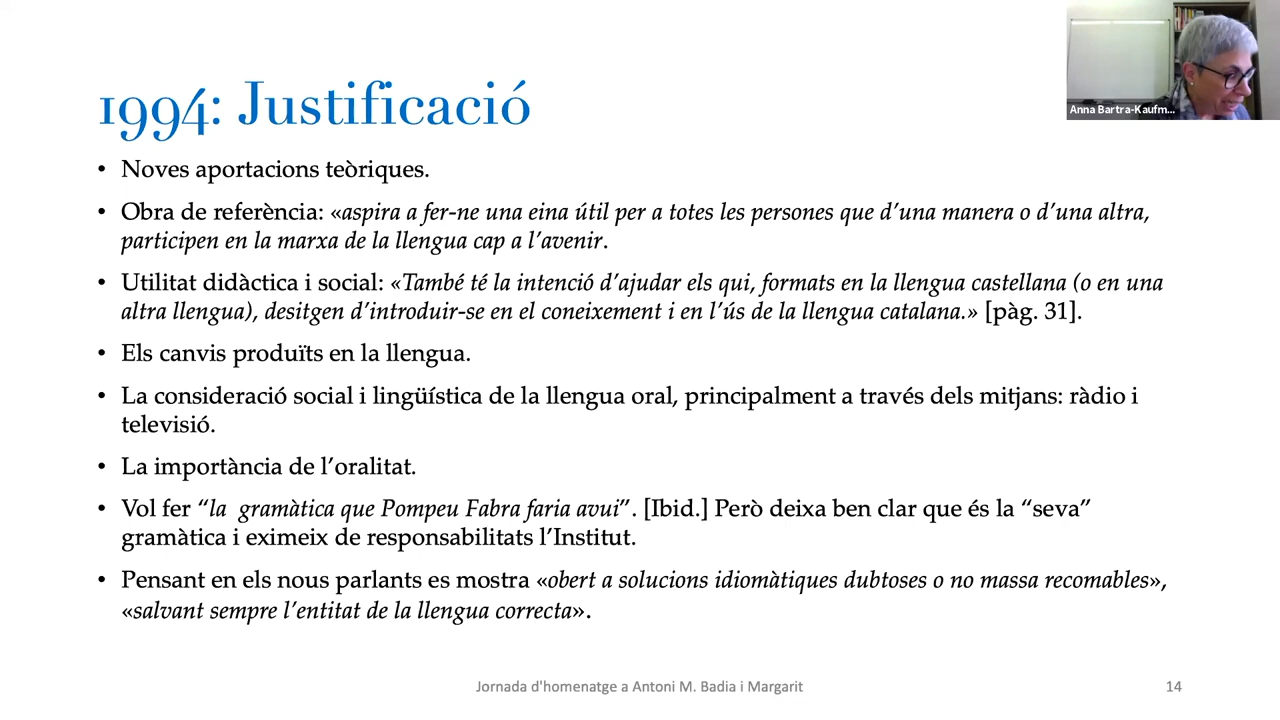 1994: Justificació
• Noves aportacions teòriques.
• Obra de referència: «aspira a fer-ne una eina útil per a totes les persones que d’una manera o d’una altra,
participen en la marxa de la llengua cap a l’avenir.
• Utilitat didàctica i social: «També té la intenció d’ajudar els qui, formats en la llengua castellana (o en una
altra llengua), desitgen d’introduir-se en el coneixement i en l’ús de la llengua catalana.» [pàg. 31].
• Els canvis produïts en la llengua.
• La consideració social i lingüística de la llengua oral, principalment a través dels mitjans: ràdio i
televisió.
• La importància de l’oralitat.
• Vol fer “la gramàtica que Pompeu Fabra faria avui”. [Ibid.] Però deixa ben clar que és la “seva”
gramàtica i eximeix de responsabilitats l’Institut.
• Pensant en els nous parlants es mostra «obert a solucions idiomàtiques dubtoses o no massa recomables»,
«salvant sempre l’entitat de la llengua correcta».
Jornada d'homenatge a Antoni M. Badia i Margarit
14
Anna Bartra-Kaufm...